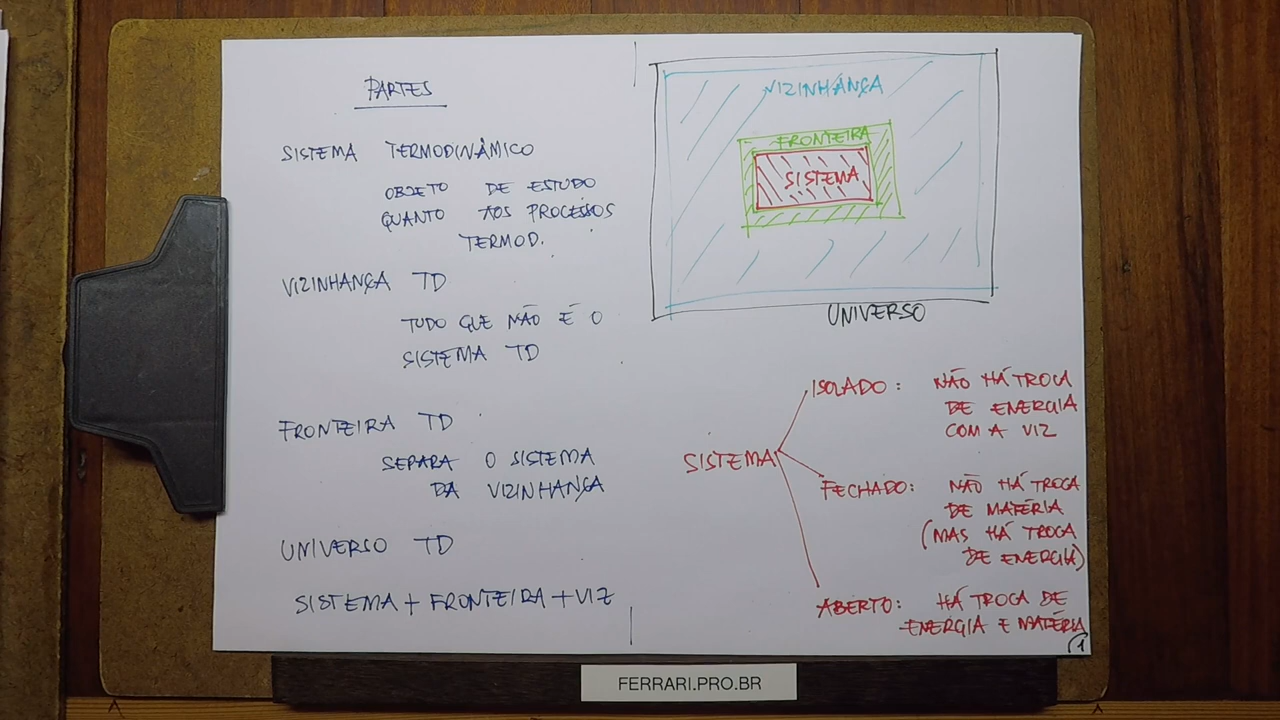 PARTES
SISTEMA TERMODINÂMICO
OBJETO DE ESTUDO
QUANTO AOS PROCESSOS
TERMOD.
VIZINHANÇA TD
TUDO QUE NÃO É O
SISTEMA TD
FRONTEIRA TD
SEPARA O SISTEMA
DA VIZINHANÇA
UNIVERSO TD
SISTEMA + FRONTEIRA + VIZ
VIZINHANÇA
FRONTEIRA
SISTEMA
UNIVERSO
SISTEMA
ISOLADO: NÃO HÁ TROCA
DE ENERGIA
COM A VIZ
FECHADO: NÃO HÁ TROCA
DE MATÉRIA
(MAS HÁ TROCA
DE ENERGIA)
ABERTO: HÁ TROCA DE
ENERGIA E MATÉRIA
1
FERRARI.PRO.BR